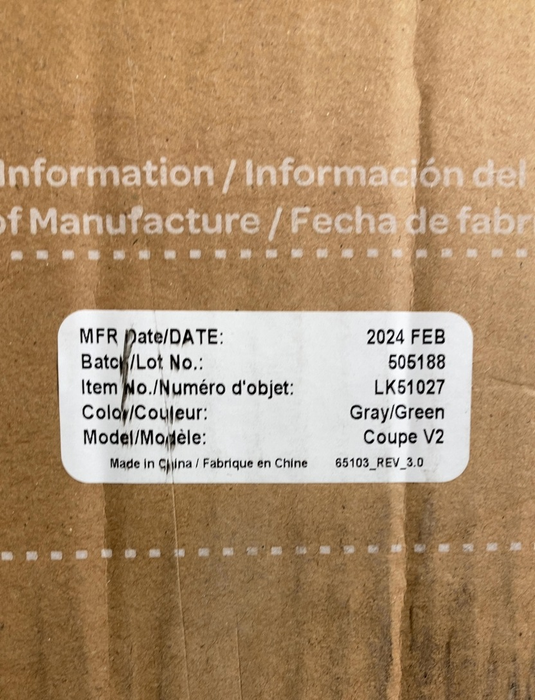 Information / Información del
of Manufacture / Fecha de fabri
MFR Date/DATE: 2024 FEB
Batch/Lot No.: 505188
Item No./Numéro d'objet: LK51027
Color/Couleur: Gray/Green
Model/Modèle: Coupe V2
Made in China / Fabrique en Chine 65103_REV_3.0